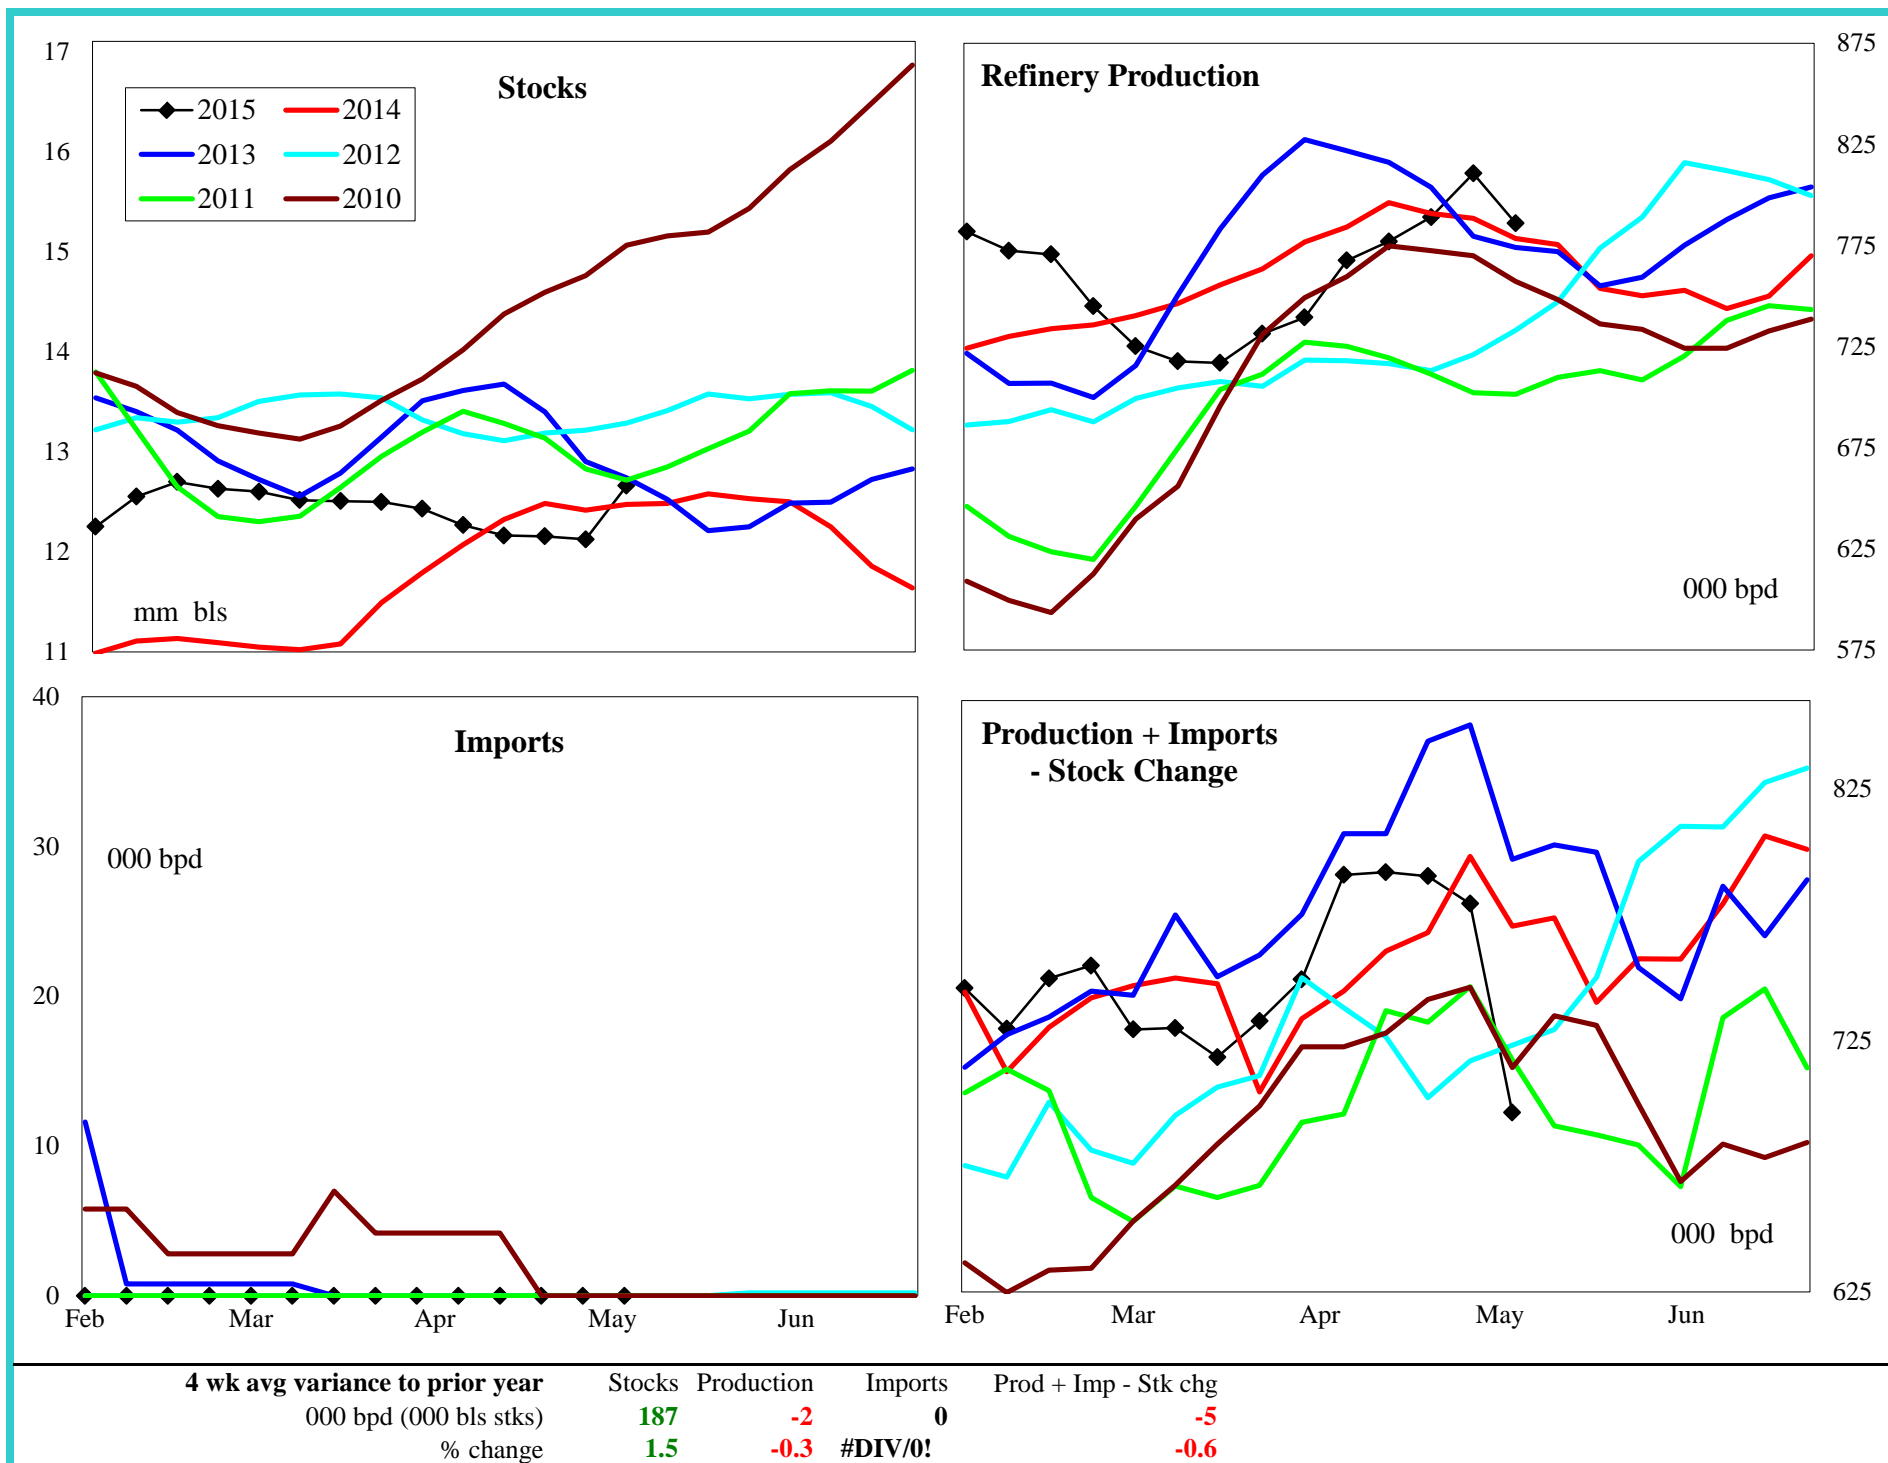 Stocks
17
16
15
14
13
12
11
2015 2014
2013 2012
2011 2010
mm bls
Refinery Production
875
825
775
725
675
625
575
000 bpd
Imports
40
30
20
10
0
000 bpd
Feb Mar Apr May Jun
Production + Imports
- Stock Change
825
725
625
000 bpd
Feb Mar Apr May Jun
4 wk avg variance to prior year Stocks Production Imports Prod + Imp - Stk chg
000 bpd (000 bls stks) 187 -2 0 -5
% change 1.5 -0.3 #DIV/0! -0.6